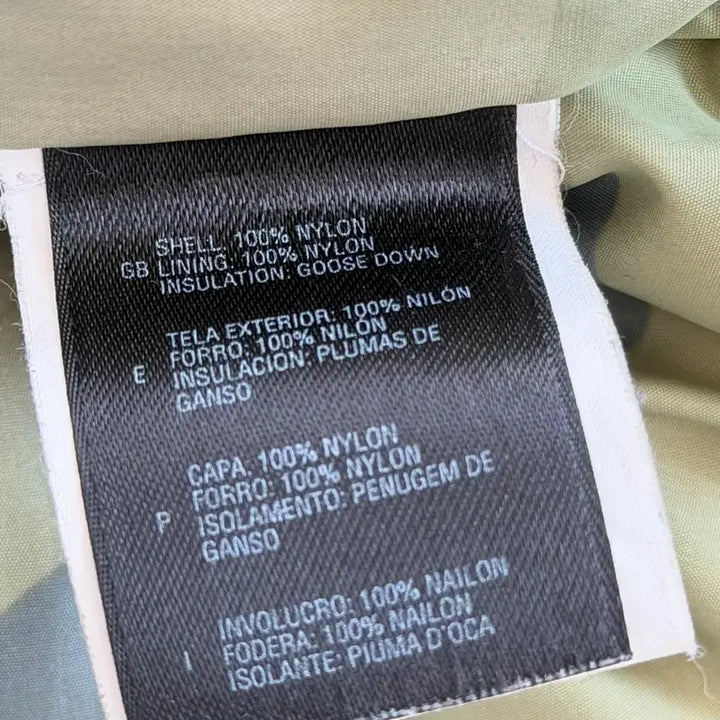 SHELL: 100% NYLON
GB LINING: 100% NYLON
INSULATION: GOOSE DOWN
TELA EXTERIOR: 100% NILÓN
FORRO: 100% NILÓN
E INSULACION: PLUMAS DE
GANSO
CAPA: 100% NYLON
FORRO: 100% NYLON
P ISOLAMENTO: PENUGEM DE
GANSO
INVOLUCRO: 100% NAILON
I FODERA: 100% NAILON
ISOLANTE: PIUMA D'OCA